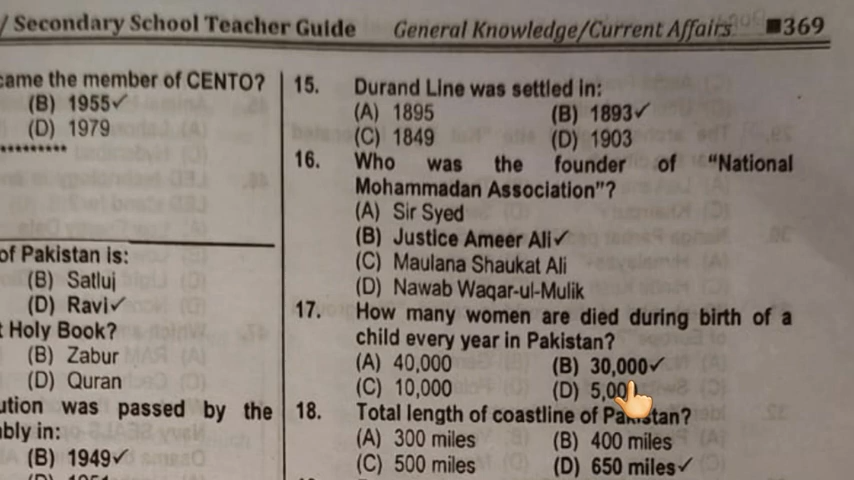 / Secondary School Teacher Guide General Knowledge/Current Affairs ■369
came the member of CENTO?
(B) 1955✓
(D) 1979
*********
of Pakistan is:
(B) Satluj
(D) Ravi✓
Holy Book?
(B) Zabur
(D) Quran
ution was passed by the
bly in:
(B) 1949✓
15. Durand Line was settled in:
(A) 1895 (B) 1893✓
(C) 1849 (D) 1903
16. Who was the founder of “National
Mohammadan Association”?
(A) Sir Syed
(B) Justice Ameer Ali✓
(C) Maulana Shaukat Ali
(D) Nawab Waqar-ul-Mulik
17. How many women are died during birth of a
child every year in Pakistan?
(A) 40,000 (B) 30,000✓
(C) 10,000 (D)
18. Total length of coastline of Pakistan?
(A) 300 miles (B) 400 miles
(C) 500 miles (D) 650 miles✓